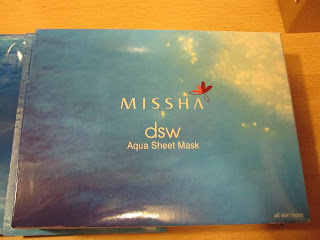 MISSHA
dsw
Aqua Sheet Mask
all skin types